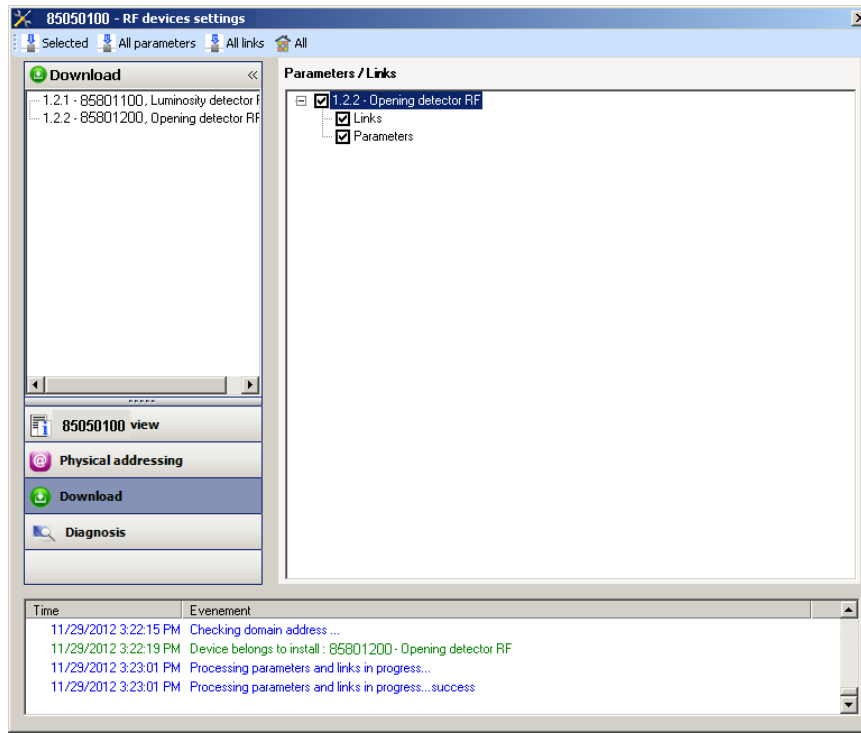 85050100 - RF devices settings
Selected All parameters All links All
Download «
1.2.1 - 85801100, Luminosity detector
1.2.2 - 85801200, Opening detector RF
85050100 view
Physical addressing
Download
Diagnosis
Parameters / Links
1.2.2 - Opening detector RF
Links
Parameters
Time Evenement
11/29/2012 3:22:15 PM Checking domain address ...
11/29/2012 3:22:19 PM Device belongs to install : 85801200 - Opening detector RF
11/29/2012 3:23:01 PM Processing parameters and links in progress...
11/29/2012 3:23:01 PM Processing parameters and links in progress...success